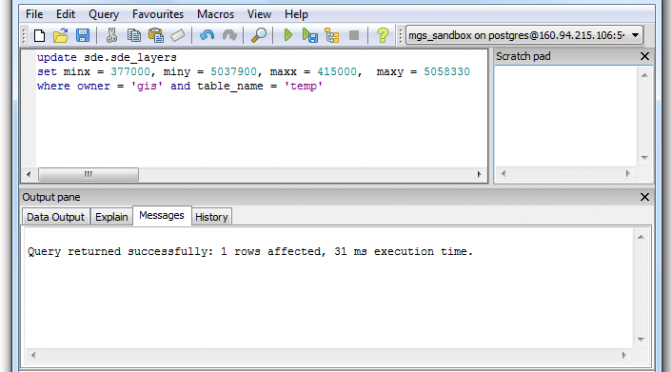 File Edit Query Favourites Macros View Help
mgs_sandbox on postgres@160.94.215.106:5
update sde.sde_layers
set minx = 377000, miny = 5037900, maxx = 415000, maxy = 5058330
where owner = 'gis' and table_name = 'temp'
Scratch pad
Output pane
Data Output Explain Messages History
Query returned successfully: 1 rows affected, 31 ms execution time.